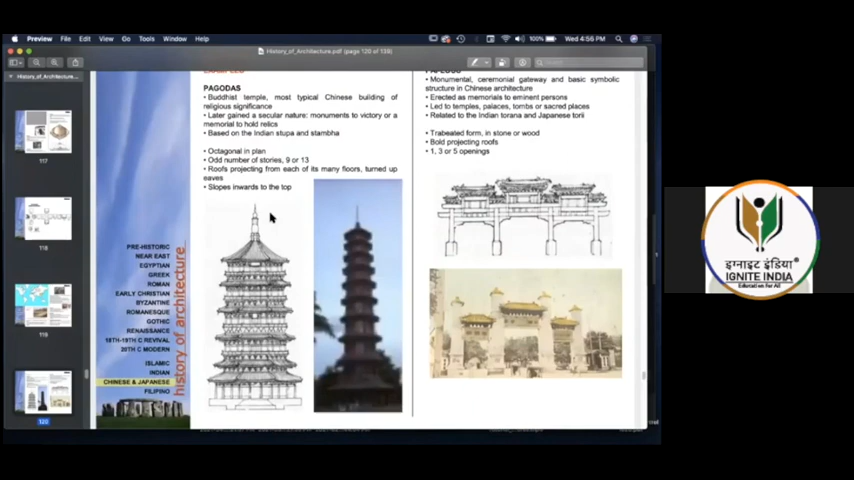 Preview File Edit View Go Tools Window Help
100% Wed 4:56 PM
History_of_Architecture.pdf (page 120 of 139)
History_of_Architecture...
Search
117
118
119
120
PRE-HISTORIC
NEAR EAST
EGYPTIAN
GREEK
ROMAN
EARLY CHRISTIAN
BYZANTINE
ROMANESQUE
GOTHIC
RENAISSANCE
18TH-19TH C REVIVAL
20TH C MODERN
ISLAMIC
INDIAN
CHINESE & JAPANESE
FILIPINO
history of architecture
PAGODAS
• Buddhist temple, most typical Chinese building of
religious significance
• Later gained a secular nature: monuments to victory or a
memorial to hold relics
• Based on the Indian stupa and stambha
• Octagonal in plan
• Odd number of stories, 9 or 13
• Roofs projecting from each of its many floors, turned up
eaves
• Slopes inwards to the top
• Monumental, ceremonial gateway and basic symbolic
structure in Chinese architecture
• Erected as memorials to eminent persons
• Led to temples, palaces, tombs or sacred places
• Related to the Indian torana and Japanese torii
• Trabeated form, in stone or wood
• Bold projecting roofs
• 1, 3 or 5 openings
इग्नाइट इंडिया®
IGNITE INDIA
Education for All